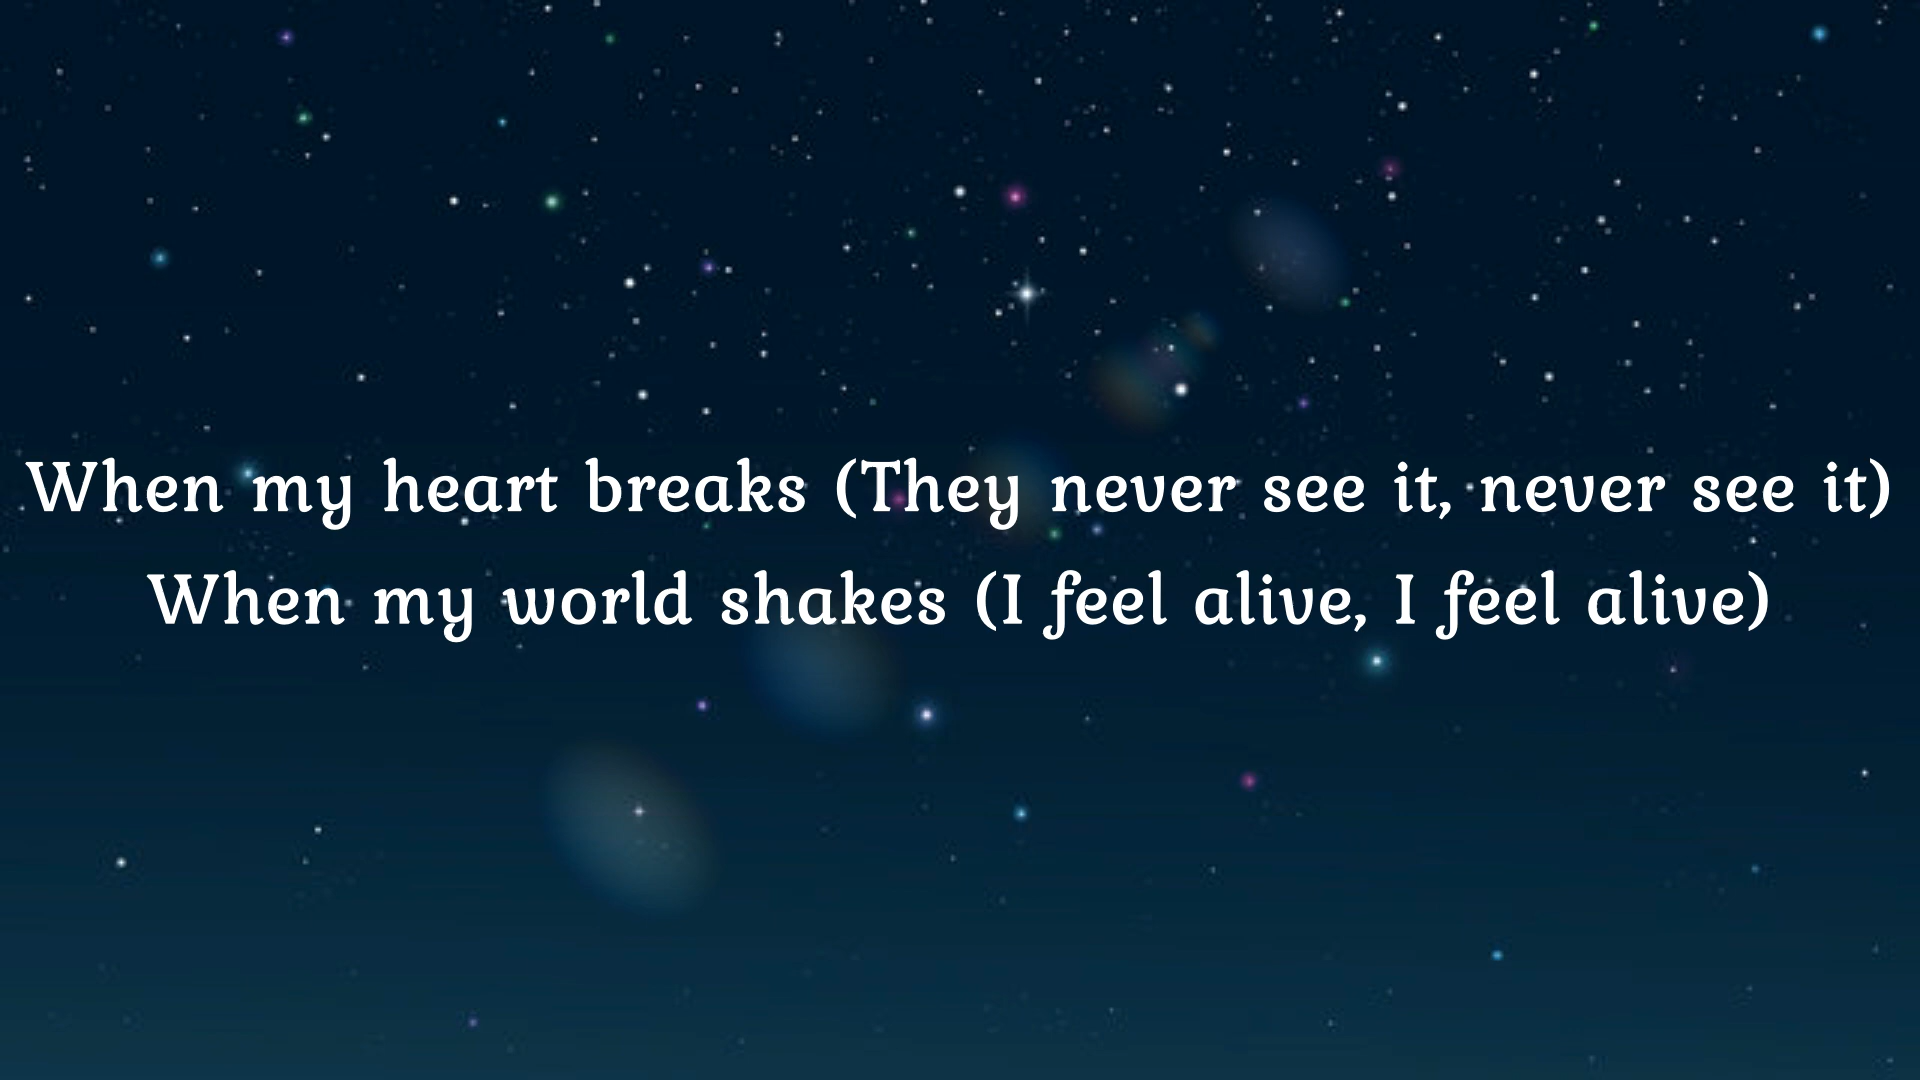 When my heart breaks (They never see it, never see it)
When my world shakes (I feel alive, I feel alive)